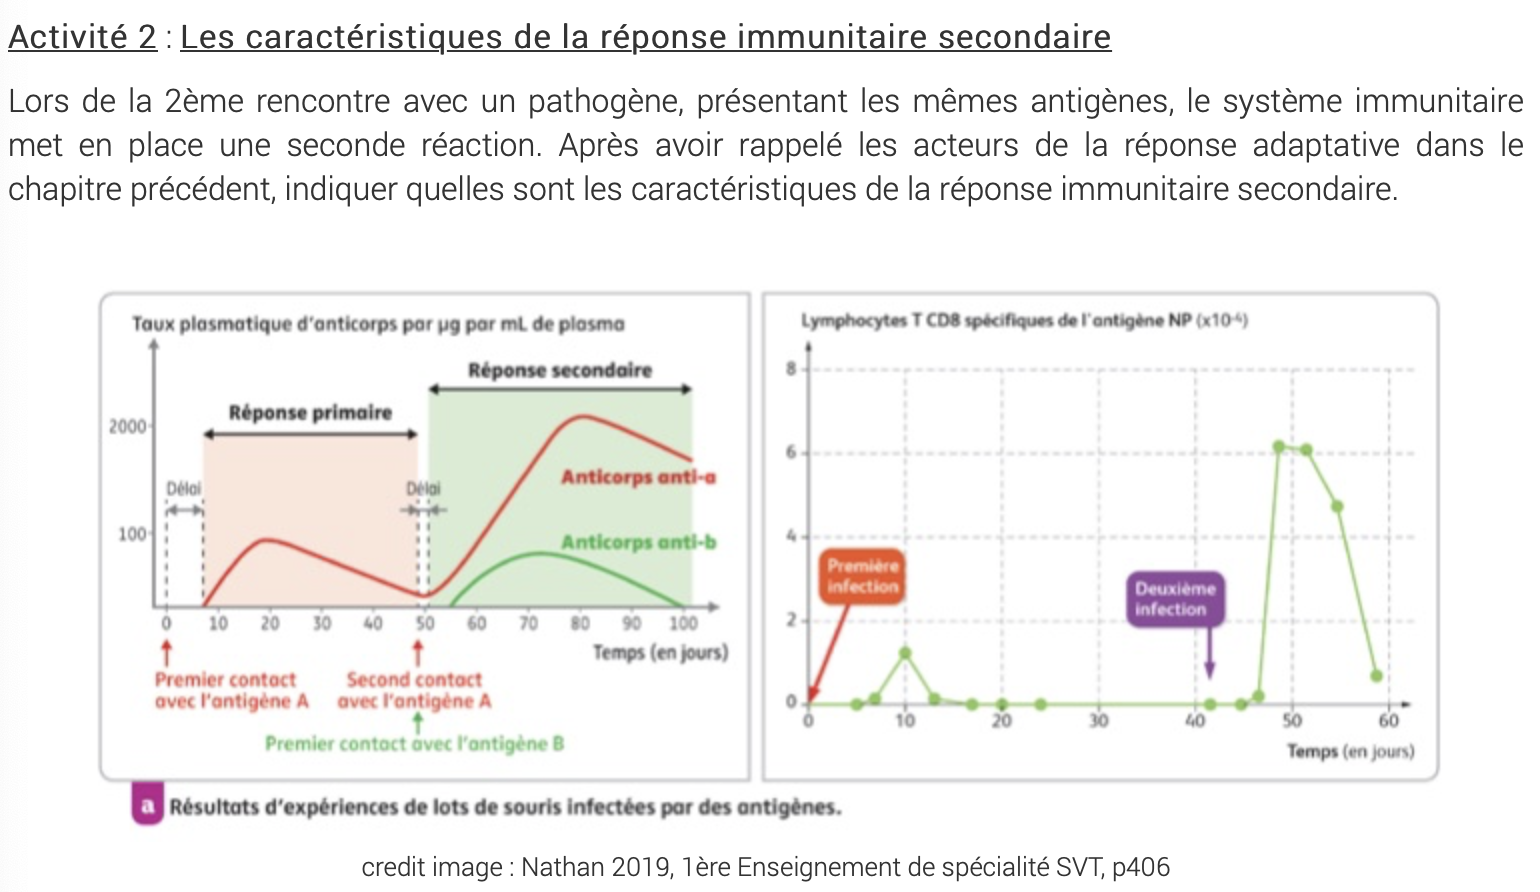 Activité 2 : Les caractéristiques de la réponse immunitaire secondaire
Lors de la 2ème rencontre avec un pathogène, présentant les mêmes antigènes, le système immunitaire
met en place une seconde réaction. Après avoir rappelé les acteurs de la réponse adaptative dans le
chapitre précédent, indiquer quelles sont les caractéristiques de la réponse immunitaire secondaire.
Taux plasmatique d'anticorps par µg par mL de plasma
Réponse secondaire
Réponse primaire
2000
Délai
Délai
100
Anticorps anti-a
Anticorps anti-b
0 10 20 30 40 50 60 70 80 90 100
Temps (en jours)
Premier contact
avec l'antigène A
Second contact
avec l'antigène A
Premier contact avec l'antigène B
Lymphocytes T CD8 spécifiques de l'antigène NP (x10-4)
8
6
4
2
0
Première
infection
Deuxième
infection
0 10 20 30 40 50 60
Temps (en jours)
a Résultats d'expériences de lots de souris infectées par des antigènes.
credit image : Nathan 2019, 1ère Enseignement de spécialité SVT, p406